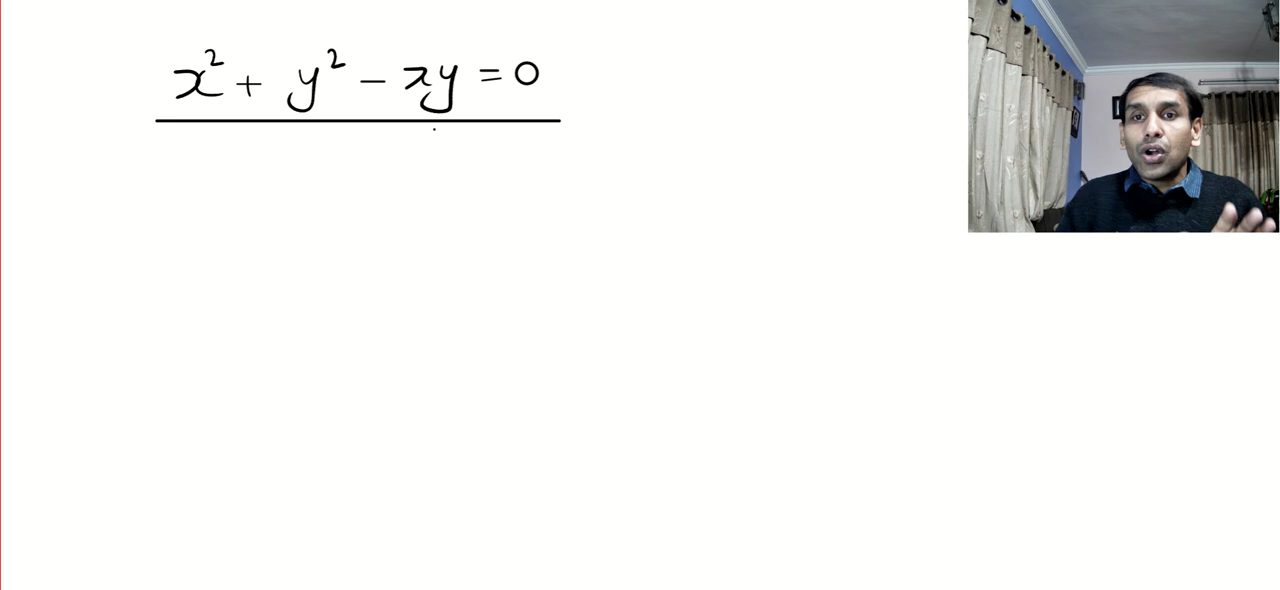 x² + y² − xy = 0